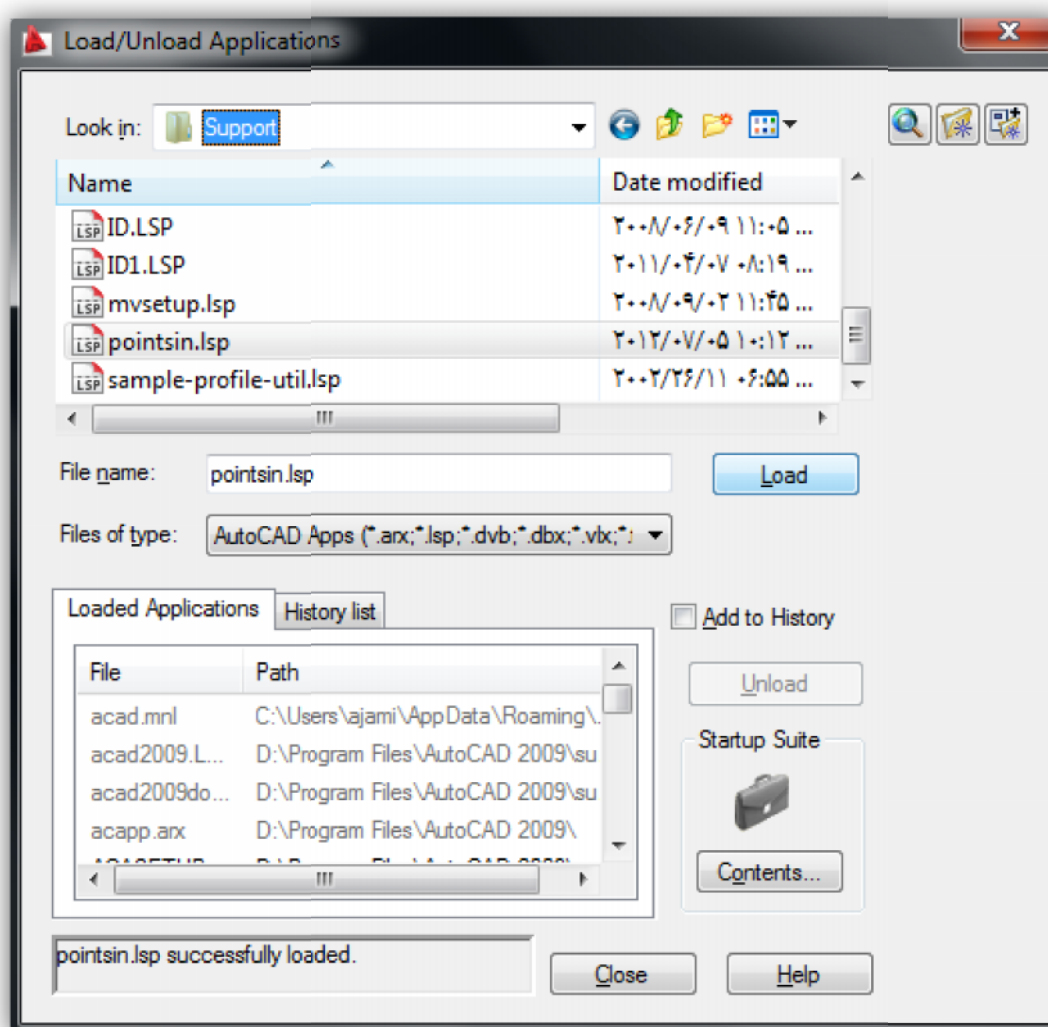 Load/Unload Applications
Look in: Support
Name Date modified
ID.LSP ۲۰۰۸/۰۶/۰۹ ۱۱:۰۵ ...
ID1.LSP ۲۰۱۱/۰۴/۰۷ ۰۸:۱۹ ...
mvsetup.lsp ۲۰۰۸/۰۹/۰۲ ۱۱:۴۵ ...
pointsin.lsp ۲۰۱۲/۰۷/۰۵ ۱۰:۱۲ ...
sample-profile-util.lsp ۲۰۰۲/۲۶/۱۱ ۰۶:۵۵ ...
File name: pointsin.lsp Load
Files of type: AutoCAD Apps (*.arx;*.lsp;*.dvb;*.dbx;*.vlx;*
Loaded Applications History list
Add to History
File Path
acad.mnl C:\Users\ajami\AppData\Roaming\.
acad2009.L... D:\Program Files\AutoCAD 2009\su
acad2009do... D:\Program Files\AutoCAD 2009\su
acapp.arx D:\Program Files\AutoCAD 2009\
Unload
Startup Suite
Contents...
pointsin.lsp successfully loaded.
Close Help